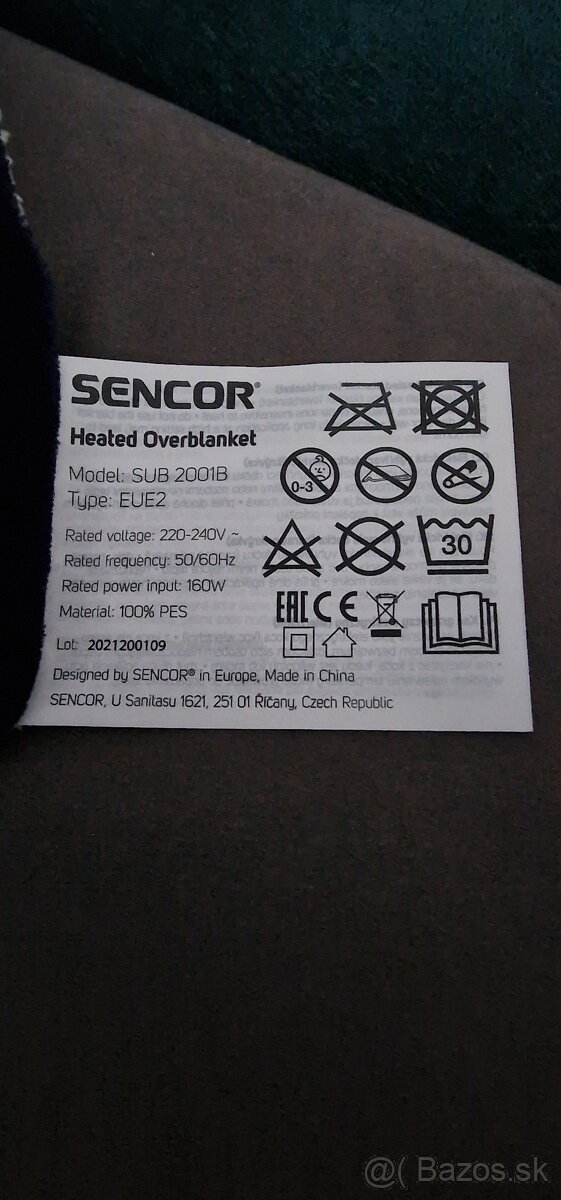 SENCOR®
Heated Overblanket
Model: SUB 2001B
Type: EUE2
Rated voltage: 220-240V ~
Rated frequency: 50/60Hz
Rated power input: 160W
Material: 100% PES
Lot: 2021200109
0-3
30
EAC CE
Designed by SENCOR® in Europe, Made in China
SENCOR, U Sanitasu 1621, 251 01 Říčany, Czech Republic
@( Bazos.sk